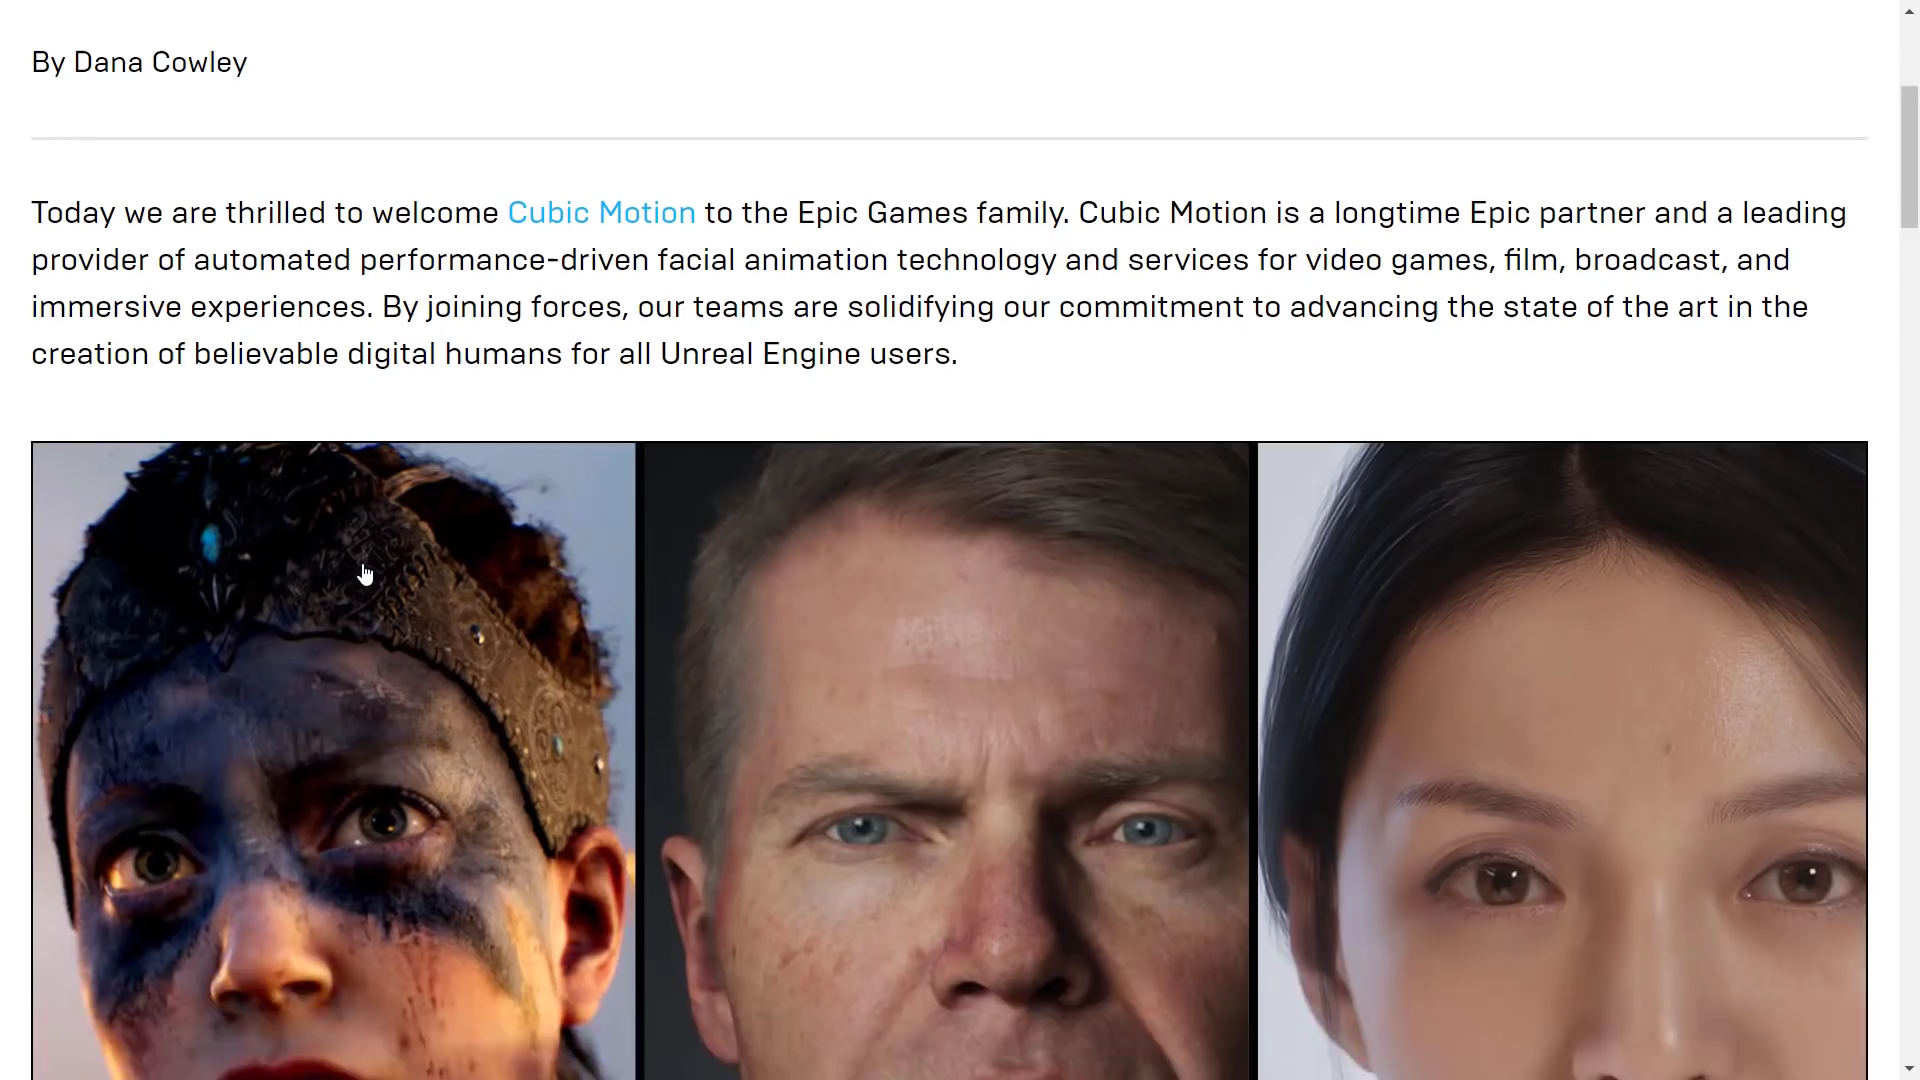 By Dana Cowley
Today we are thrilled to welcome Cubic Motion to the Epic Games family. Cubic Motion is a longtime Epic partner and a leading
provider of automated performance-driven facial animation technology and services for video games, film, broadcast, and
immersive experiences. By joining forces, our teams are solidifying our commitment to advancing the state of the art in the
creation of believable digital humans for all Unreal Engine users.